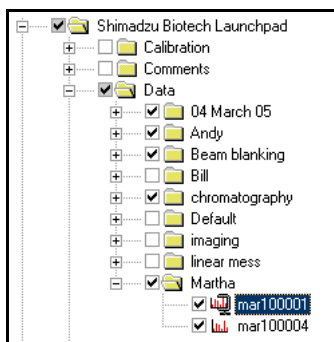 Shimadzu Biotech Launchpad
Calibration
Comments
Data
04 March 05
Andy
Beam blanking
Bill
chromatography
Default
imaging
linear mess
Martha
mar100001
mar100004